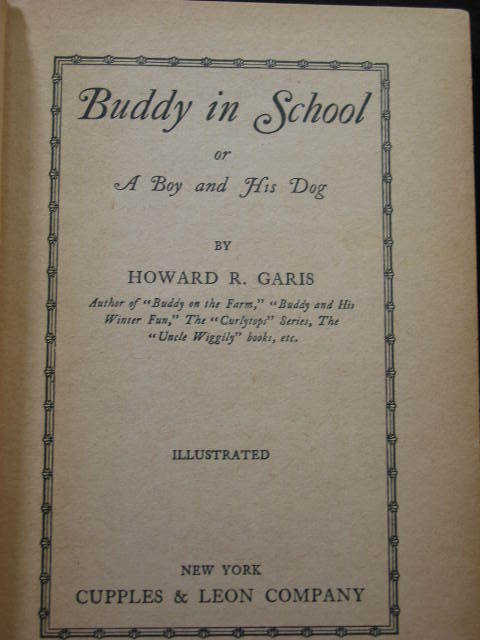 Buddy in School
or
A Boy and His Dog
BY
HOWARD R. GARIS
Author of "Buddy on the Farm," "Buddy and His
Winter Fun," The "Curlytops" Series, The
"Uncle Wiggily" books, etc.
ILLUSTRATED
NEW YORK
CUPPLES & LEON COMPANY